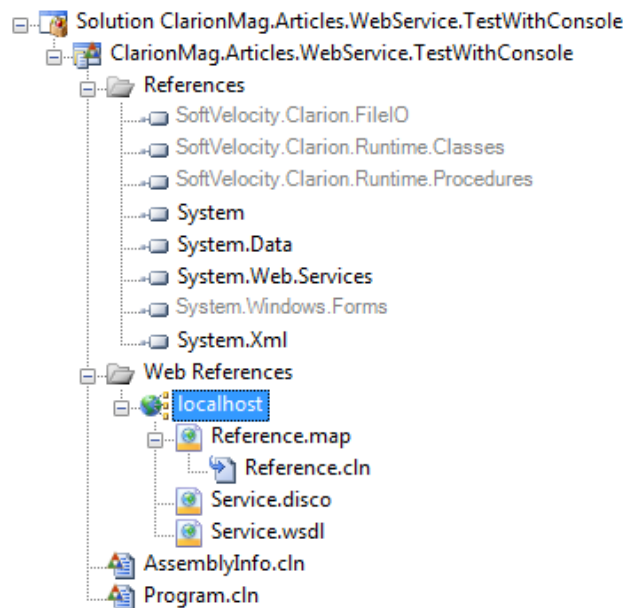 Solution ClarionMag.Articles.WebService.TestWithConsole
ClarionMag.Articles.WebService.TestWithConsole
References
SoftVelocity.Clarion.FileIO
SoftVelocity.Clarion.Runtime.Classes
SoftVelocity.Clarion.Runtime.Procedures
System
System.Data
System.Web.Services
System.Windows.Forms
System.Xml
Web References
localhost
Reference.map
Reference.cln
Service.disco
Service.wsdl
AssemblyInfo.cln
Program.cln